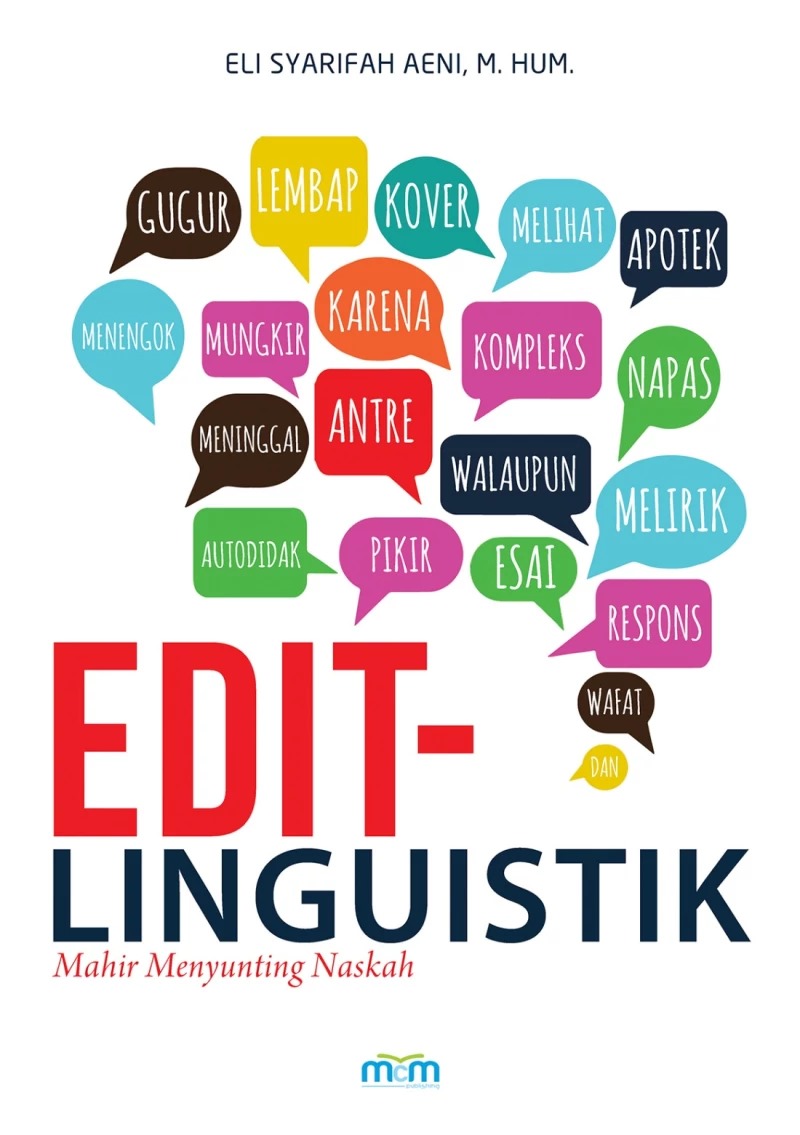 ELI SYARIFAH AENI, M. HUM.
GUGUR
LEMBAP
KOVER
MELIHAT
APOTEK
MENENGOK
MUNGKIR
KARENA
KOMPLEKS
NAPAS
MENINGGAL
ANTRE
WALAUPUN
MELIRIK
AUTODIDAK
PIKIR
ESAI
RESPONS
WAFAT
DAN
EDIT-
LINGUISTIK
Mahir Menyunting Naskah
mcm
publishing